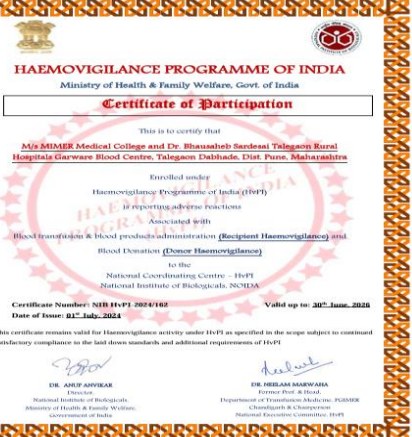 HAEMOVIGILANCE PROGRAMME OF INDIA
Ministry of Health & Family Welfare, Govt. of India
Certificate of Participation
This is to certify that
M/s MIMER Medical College and Dr. Bhausaheb Sardesai Talegaon Rural
Hospitals Garware Blood Centre, Talegaon Dabhade, Dist. Pune, Maharashtra
Enrolled under
Haemovigilance Programme of India (HvPI)
is reporting adverse reactions
Associated with
Blood transfusion & blood products administration (Recipient Haemovigilance) and
Blood Donation (Donor Haemovigilance)
to the
National Coordinating Centre – HvPI
National Institute of Biologicals, NOIDA
Certificate Number: NIB HvPI-2024/162 Valid up to: 30th June, 2026
Date of Issue: 01st July, 2024
his certificate remains valid for Haemovigilance activity under HvPI as specified in the scope subject to continued
tisfactory compliance to the laid down standards and additional requirements of HvPI
DR. ANUP ANVIKAR
Director,
National Institute of Biologicals,
Ministry of Health & Family Welfare,
Government of India
DR. NEELAM MARWAHA
Former Prof & Head,
Department of Transfusion Medicine, PGIMER
Chandigarh & Chairperson
National Executive Committee, HvPI